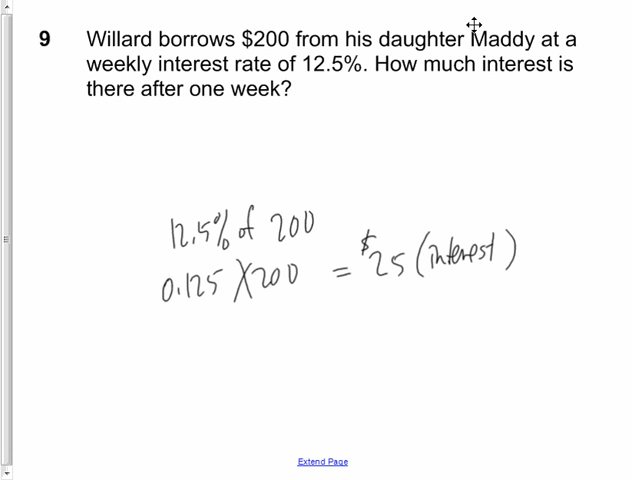 9 Willard borrows $200 from his daughter Maddy at a
weekly interest rate of 12.5%. How much interest is
there after one week?
12.5% of 200
0.125 X 200 = $25 (interest)
Extend Page